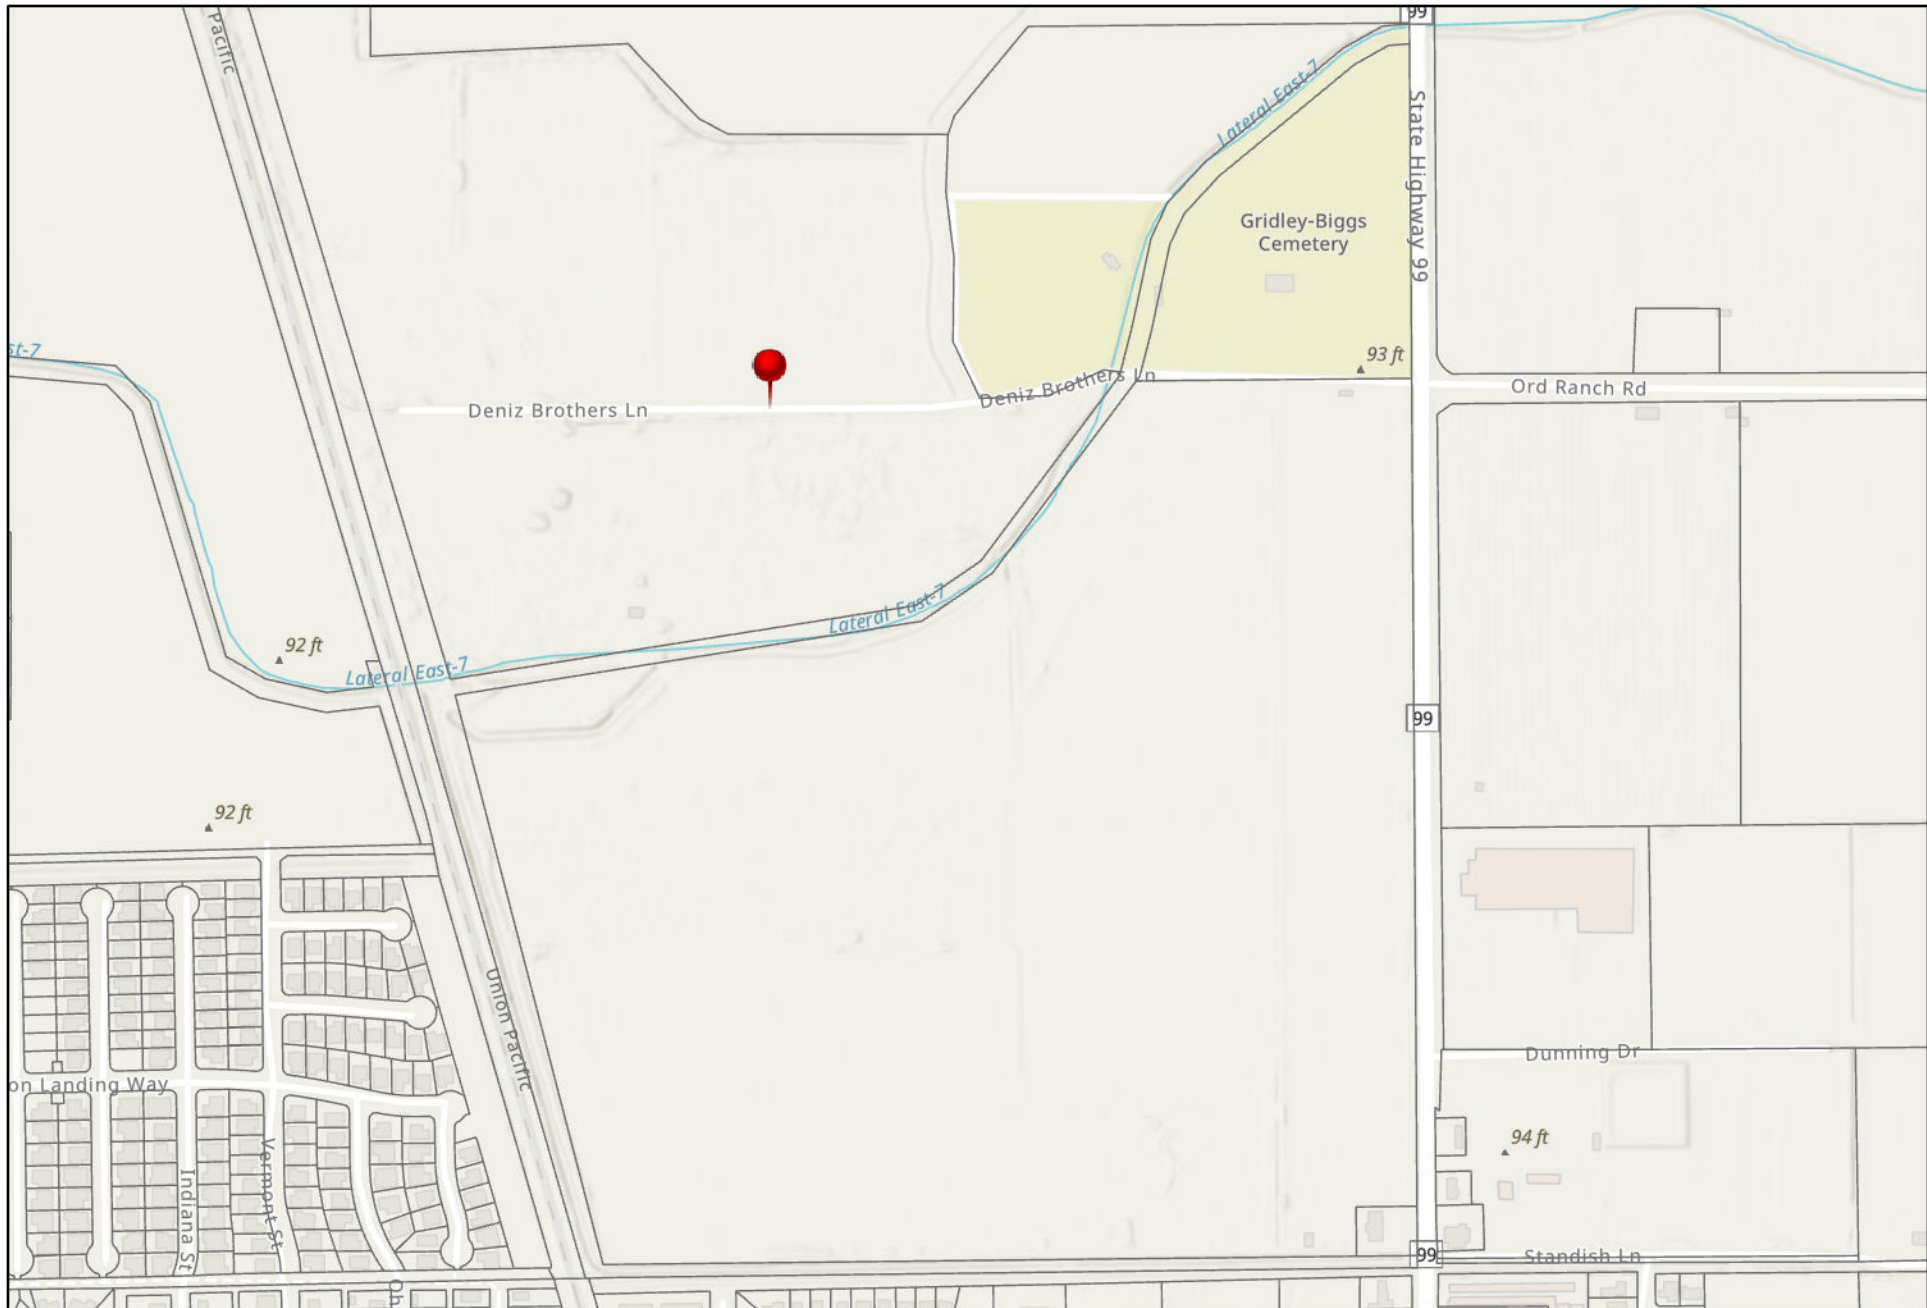 Pacific
99
Lateral East-7
State Highway 99
Gridley-Biggs
Cemetery
st-7
93 ft
Deniz Brothers Ln
Deniz Brothers Ln
Ord Ranch Rd
Lateral East-7
92 ft
Lateral East-7
99
92 ft
Union Pacific
Dunning Dr
on Landing Way
94 ft
Indiana St
Vermont St
99
Standish Ln
Oh